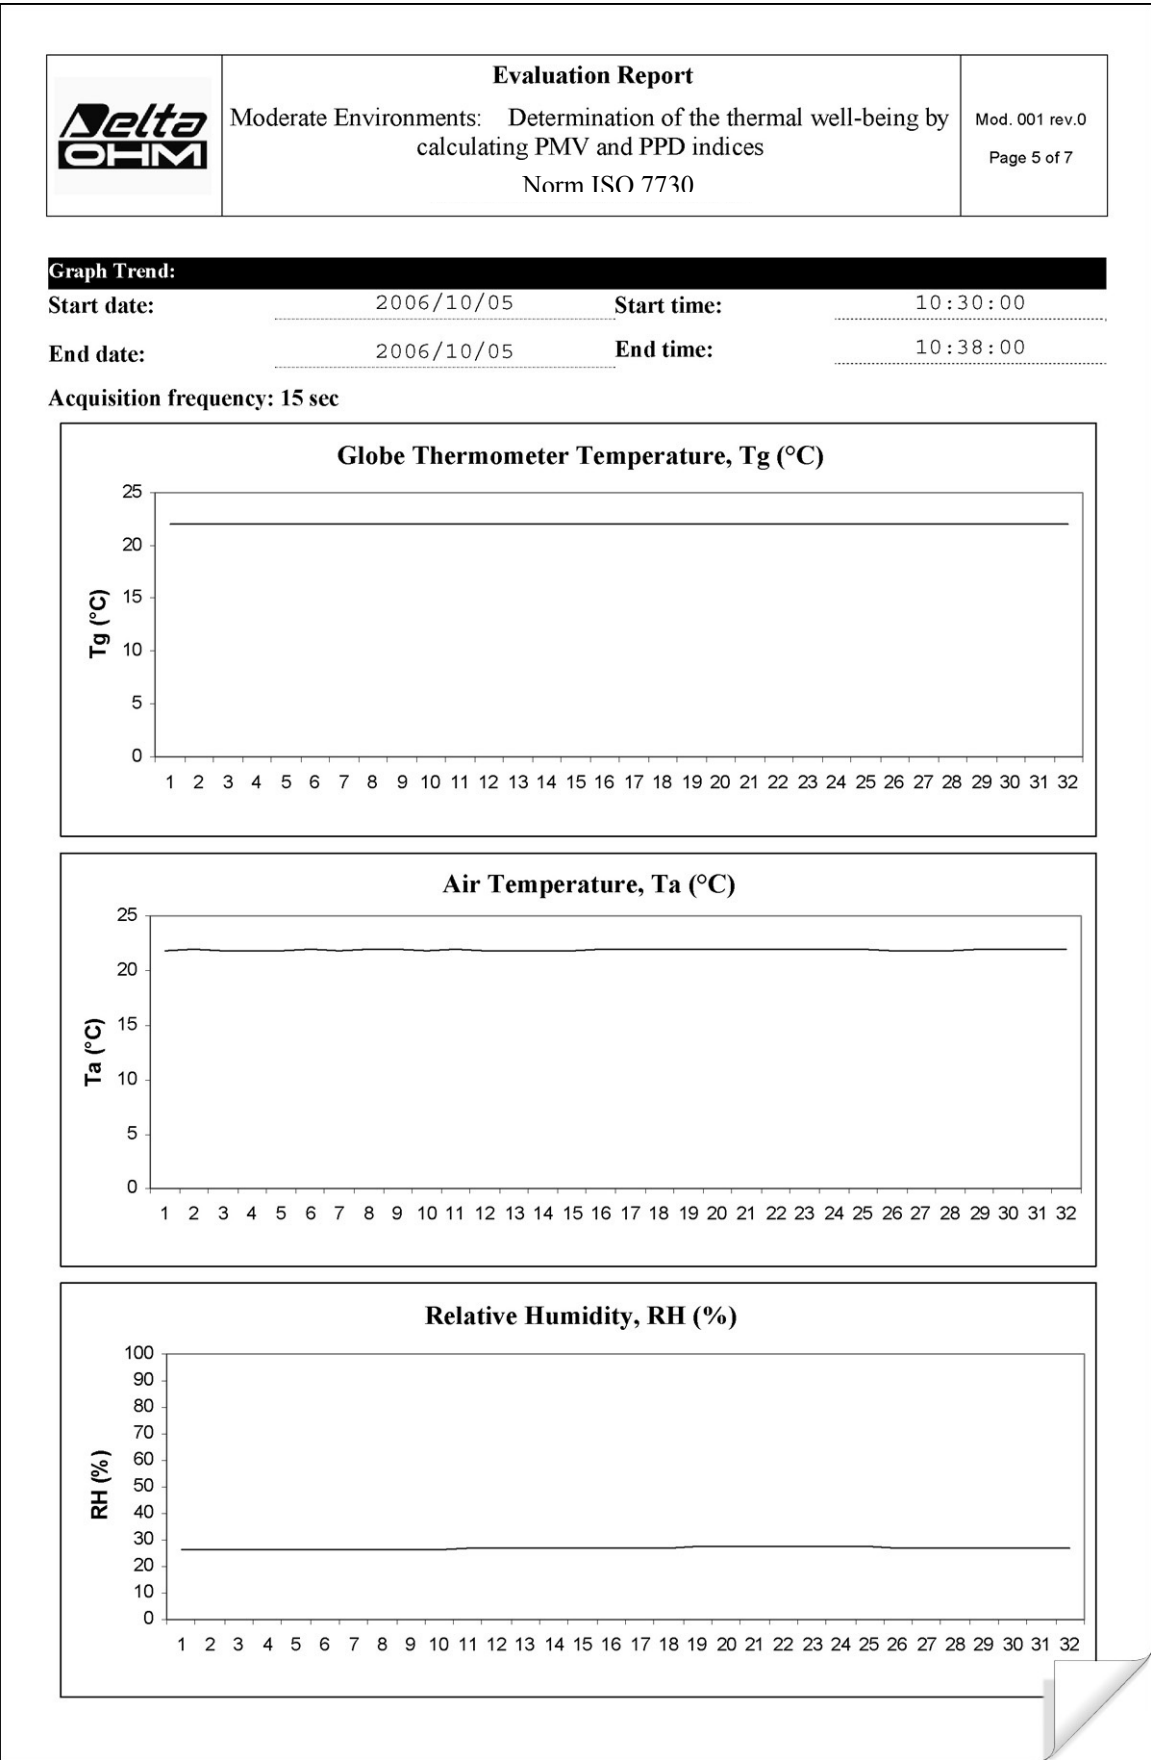 Delta
OHM
Evaluation Report
Moderate Environments: Determination of the thermal well-being by
calculating PMV and PPD indices
Norm ISO 7730
Mod. 001 rev.0
Page 5 of 7
Graph Trend:
Start date: 2006/10/05 Start time: 10:30:00
End date: 2006/10/05 End time: 10:38:00
Acquisition frequency: 15 sec
Globe Thermometer Temperature, Tg (°C)
Tg (°C)
25
20
15
10
5
0
1 2 3 4 5 6 7 8 9 10 11 12 13 14 15 16 17 18 19 20 21 22 23 24 25 26 27 28 29 30 31 32
Air Temperature, Ta (°C)
Ta (°C)
25
20
15
10
5
0
1 2 3 4 5 6 7 8 9 10 11 12 13 14 15 16 17 18 19 20 21 22 23 24 25 26 27 28 29 30 31 32
Relative Humidity, RH (%)
RH (%)
100
90
80
70
60
50
40
30
20
10
0
1 2 3 4 5 6 7 8 9 10 11 12 13 14 15 16 17 18 19 20 21 22 23 24 25 26 27 28 29 30 31 32